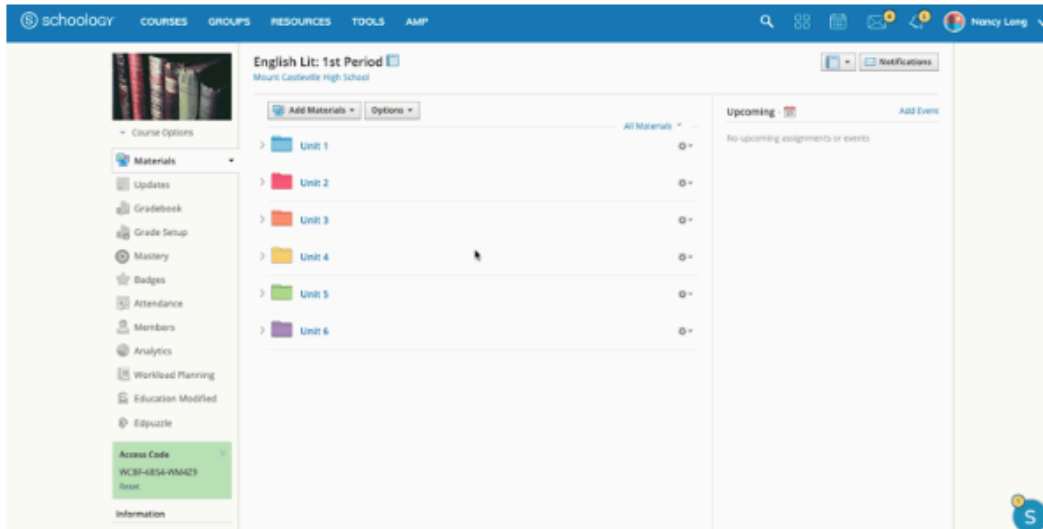 schoology COURSES GROUPS RESOURCES TOOLS AMP Nancy Long
English Lit: 1st Period
Mount Castleville High School
Notifications
Course Options
Materials
Updates
Gradebook
Grade Setup
Mastery
Badges
Attendance
Members
Analytics
Workload Planning
Education Modified
Edpuzzle
Access Code
Reset
Information
Add Materials Options
All Materials
Unit 1
Unit 2
Unit 3
Unit 4
Unit 5
Unit 6
Upcoming Add Event
No upcoming assignments or events
S